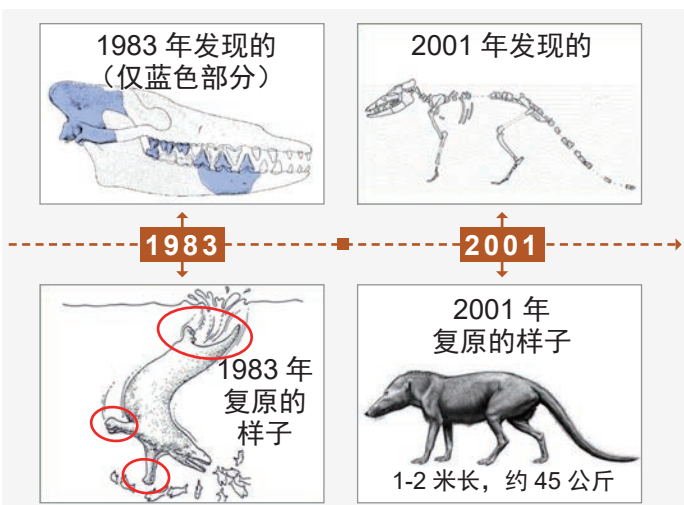 1983 年发现的
（仅蓝色部分）
2001 年发现的
1983
2001
1983 年
复原的
样子
2001 年
复原的样子
1-2 米长，约 45 公斤